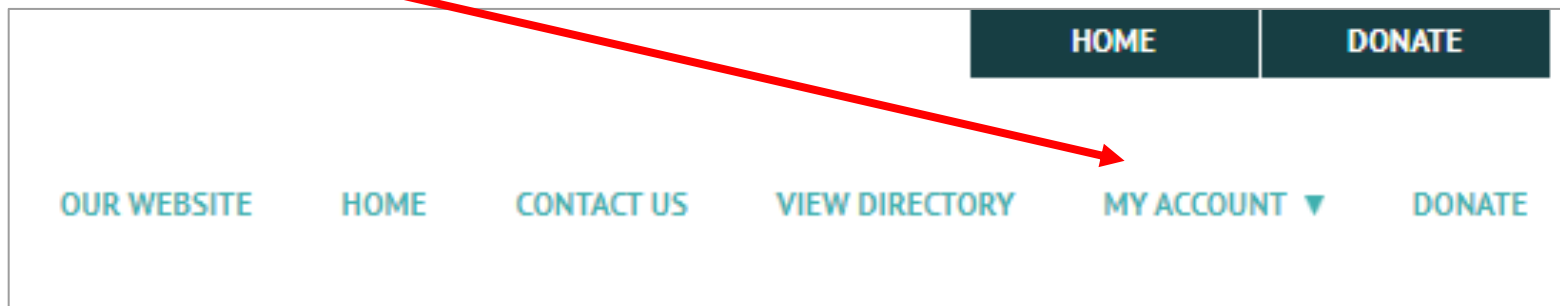 HOME DONATE
OUR WEBSITE HOME CONTACT US VIEW DIRECTORY MY ACCOUNT ▼ DONATE